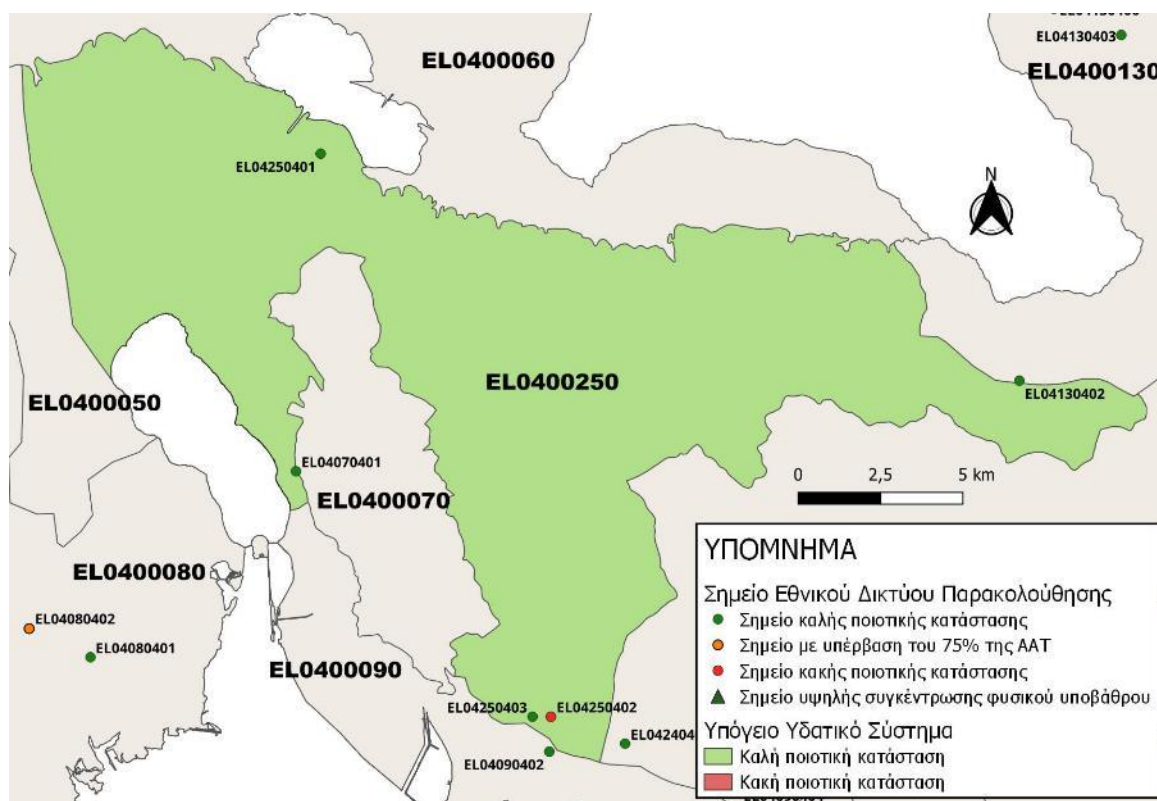 EL0400060
EL04130403
EL0400130
EL04250401
N
EL0400250
EL0400050
EL04130402
EL04070401
0 2,5 5 km
EL0400070
EL0400080
EL04080402
EL04080401
EL0400090
EL04250403
EL04250402
EL04090402
EL042404
ΥΠΟΜΝΗΜΑ
Σημείο Εθνικού Δικτύου Παρακολούθησης
Σημείο καλής ποιοτικής κατάστασης
Σημείο με υπέρβαση του 75% της ΑΑΤ
Σημείο κακής ποιοτικής κατάστασης
Σημείο υψηλής συγκέντρωσης φυσικού υποβάθρου
Υπόγειο Υδατικό Σύστημα
Καλή ποιοτική κατάσταση
Κακή ποιοτική κατάσταση